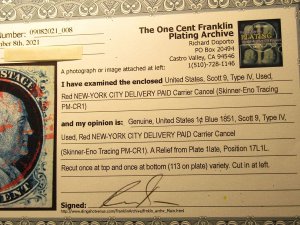 Number: 09082021_008
ber 8th, 2021
The One Cent Franklin
Plating Archive
Richard Doporto
PO Box 20494
Castro Valley, CA 94546
1(510)-728-1146
PLATING
A photograph or image attached at left:
I have examined the enclosed United States, Scott 9, Type IV, Used,
Red NEW-YORK CITY DELIVERY PAID Carrier Cancel (Skinner-Eno Tracing
PM-CR1)
and my opinion is: Genuine, United States 1¢ Blue 1851, Scott 9, Type
IV, Used, Red NEW-YORK CITY DELIVERY PAID Carrier Cancel
(Skinner-Eno Tracing PM-CR1). A Relief from Plate 1late, Position 17L1L.
Recut once at top and once at bottom (113 on plate) variety. Cut in at left.
Signed:
CENT.